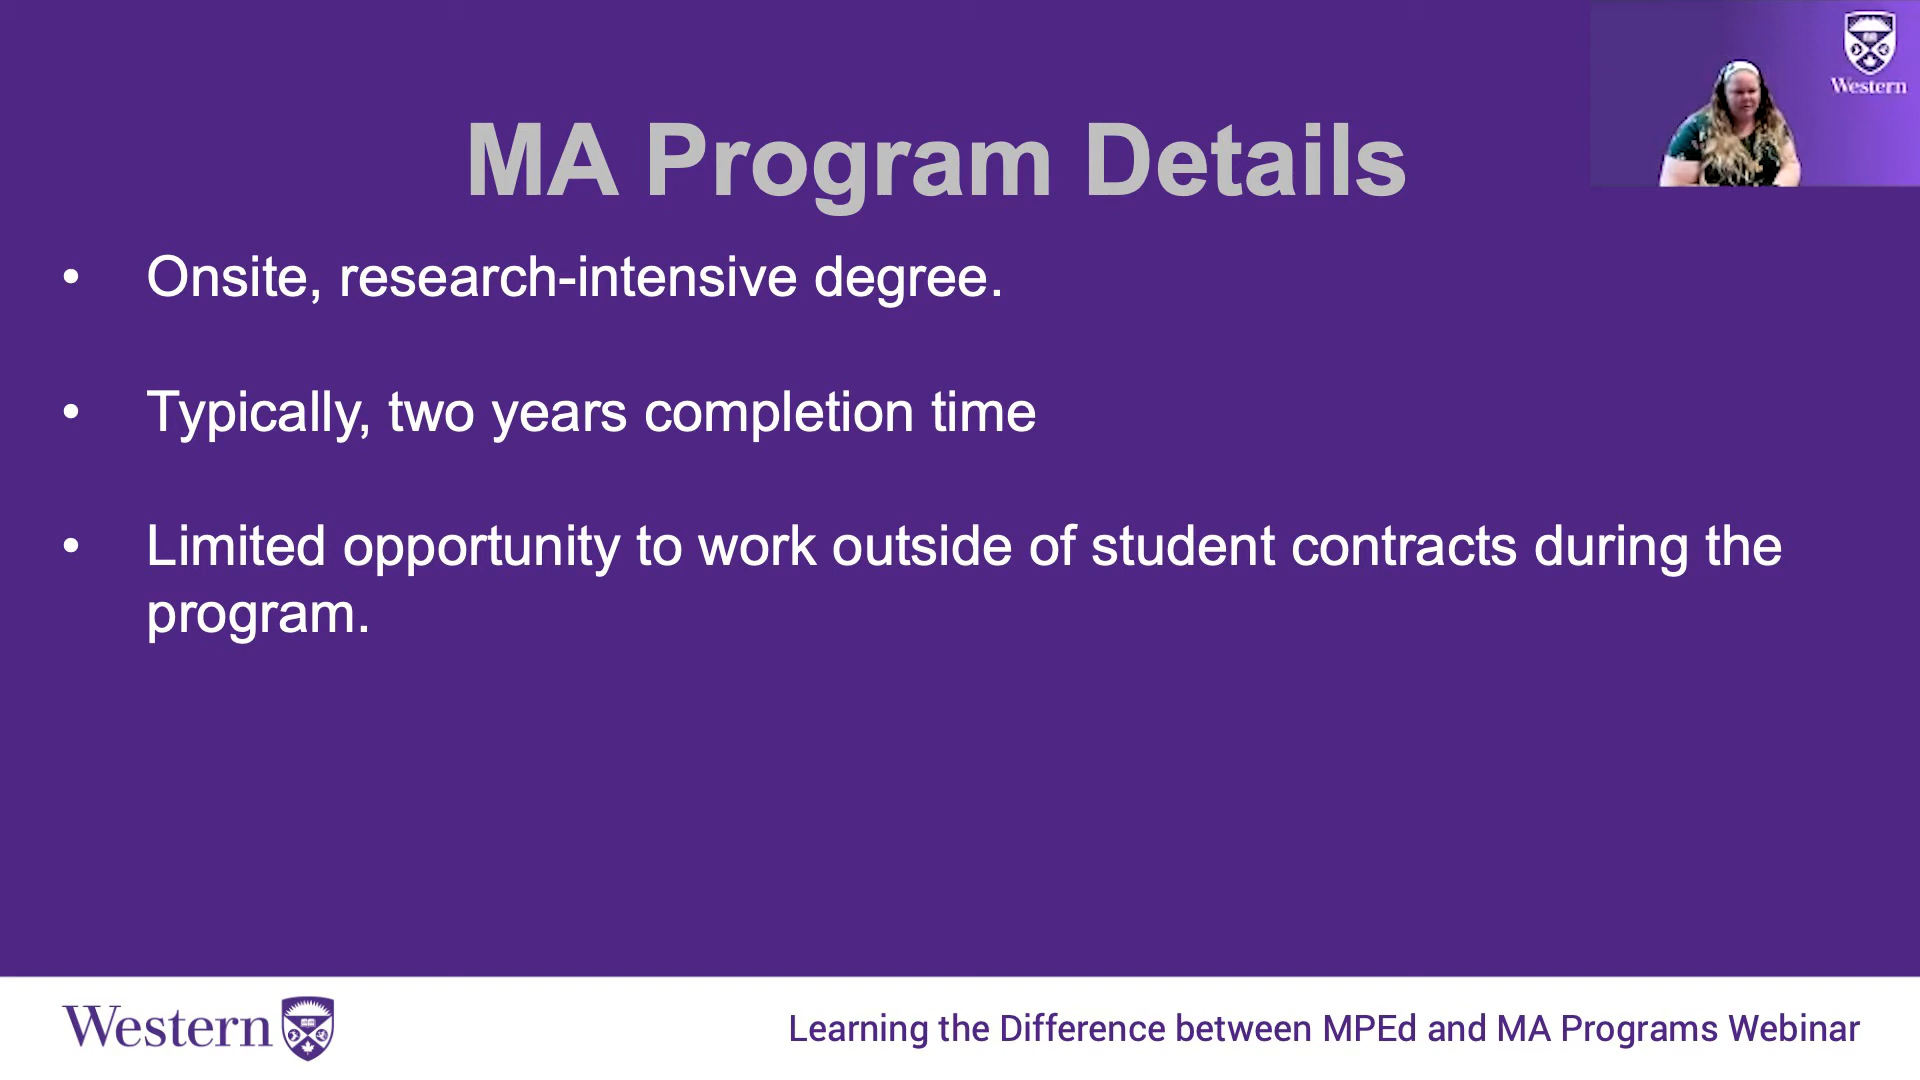 Western
MA Program Details
• Onsite, research-intensive degree.
• Typically, two years completion time
• Limited opportunity to work outside of student contracts during the
program.
Western
Learning the Difference between MPEd and MA Programs Webinar